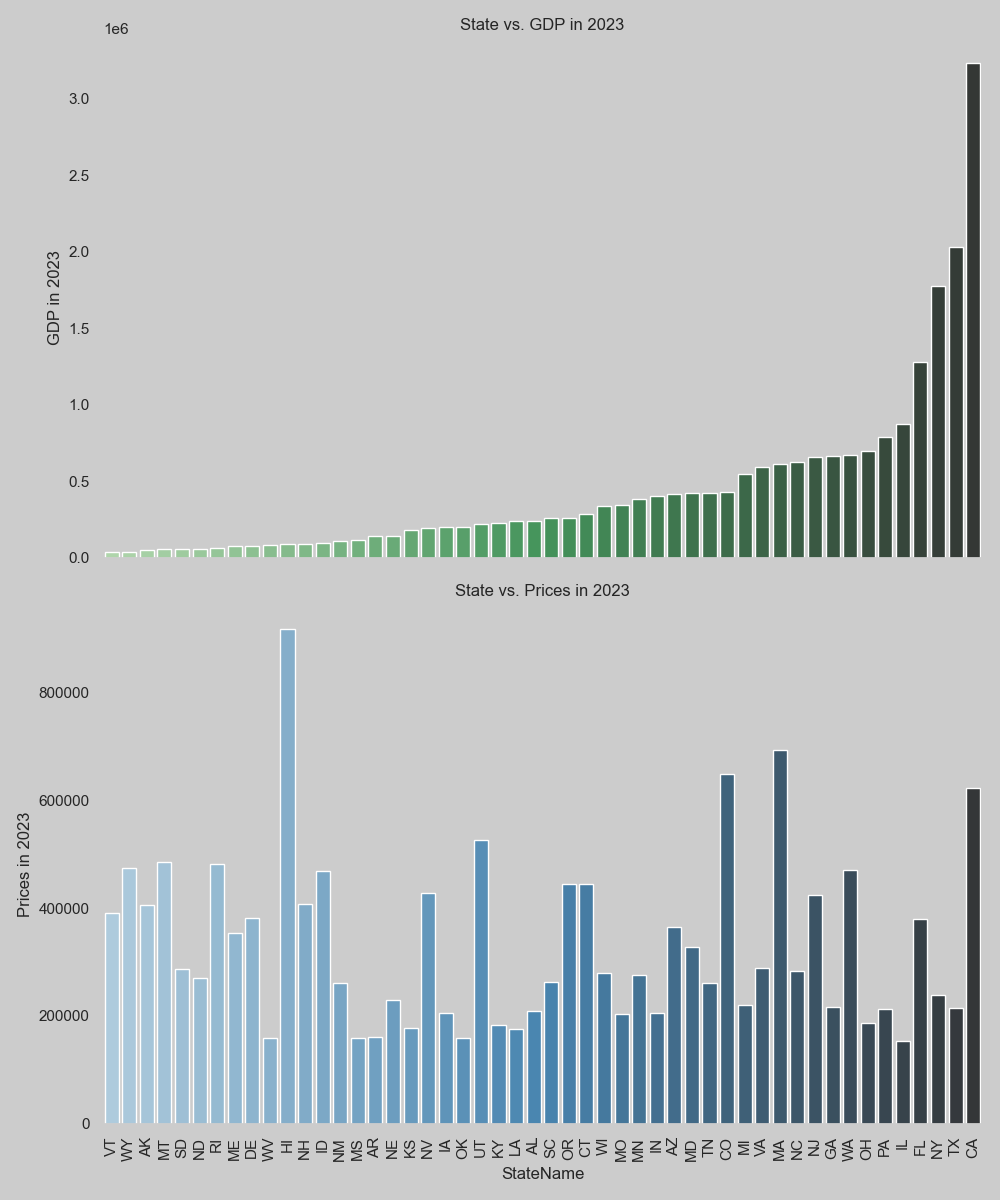 State vs. GDP in 2023
1e6
3.0
2.5
2.0
1.5
1.0
0.5
0.0
GDP in 2023
State vs. Prices in 2023
800000
600000
400000
200000
0
Prices in 2023
VT WY AK MT SD ND RI ME DE WV HI NH ID NM MS AR NE KS NV IA OK UT KY LA AL SC OR CT WI MO MN IN AZ MD TN CO MI VA MA NC NJ GA WA OH PA IL FL NY TX CA
StateName